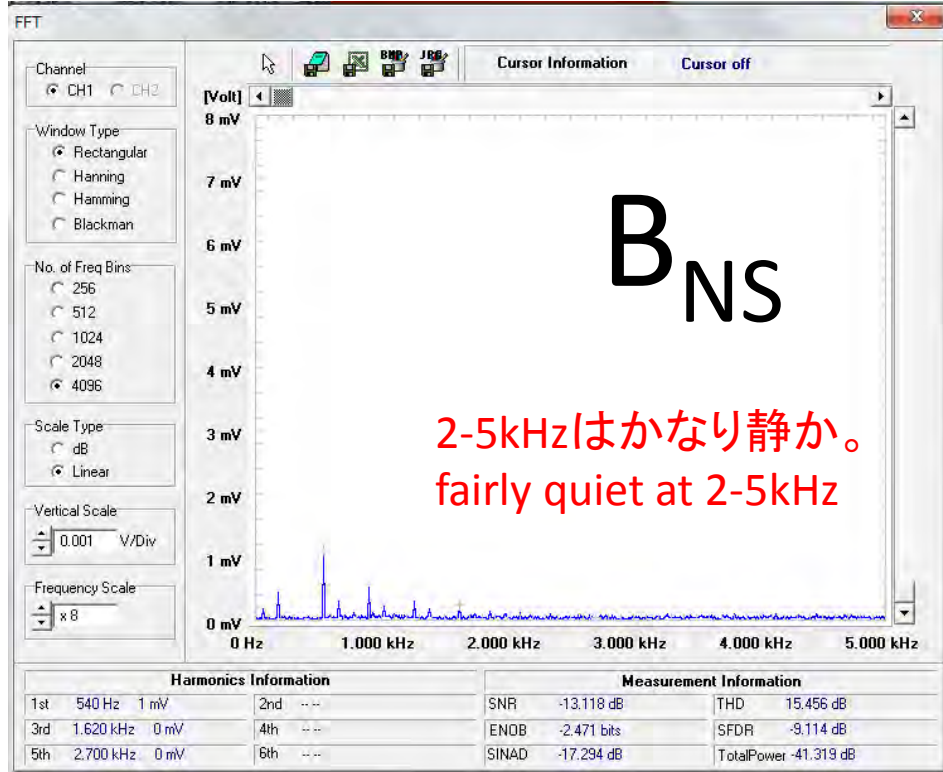 FFT
x
Channel
CH1 CH2
Window Type
Rectangular
Hanning
Hamming
Blackman
No. of Freq Bins
256
512
1024
2048
4096
Scale Type
dB
Linear
Vertical Scale
0.001 V/Div
Frequency Scale
x 8
BMP JPG
Cursor Information Cursor off
[Volt]
8 mV
7 mV
6 mV
5 mV
4 mV
3 mV
2 mV
1 mV
0 mV
BNS
2-5kHzはかなり静か。
fairly quiet at 2-5kHz
0 Hz 1.000 kHz 2.000 kHz 3.000 kHz 4.000 kHz 5.000 kHz
Harmonics Information
1st 540 Hz 1 mV 2nd --
3rd 1.620 kHz 0 mV 4th --
5th 2.700 kHz 0 mV 6th --
Measurement Information
SNR -13.118 dB THD 15.456 dB
ENOB -2.471 bits SFDR -9.114 dB
SINAD -17.294 dB TotalPower -41.319 dB